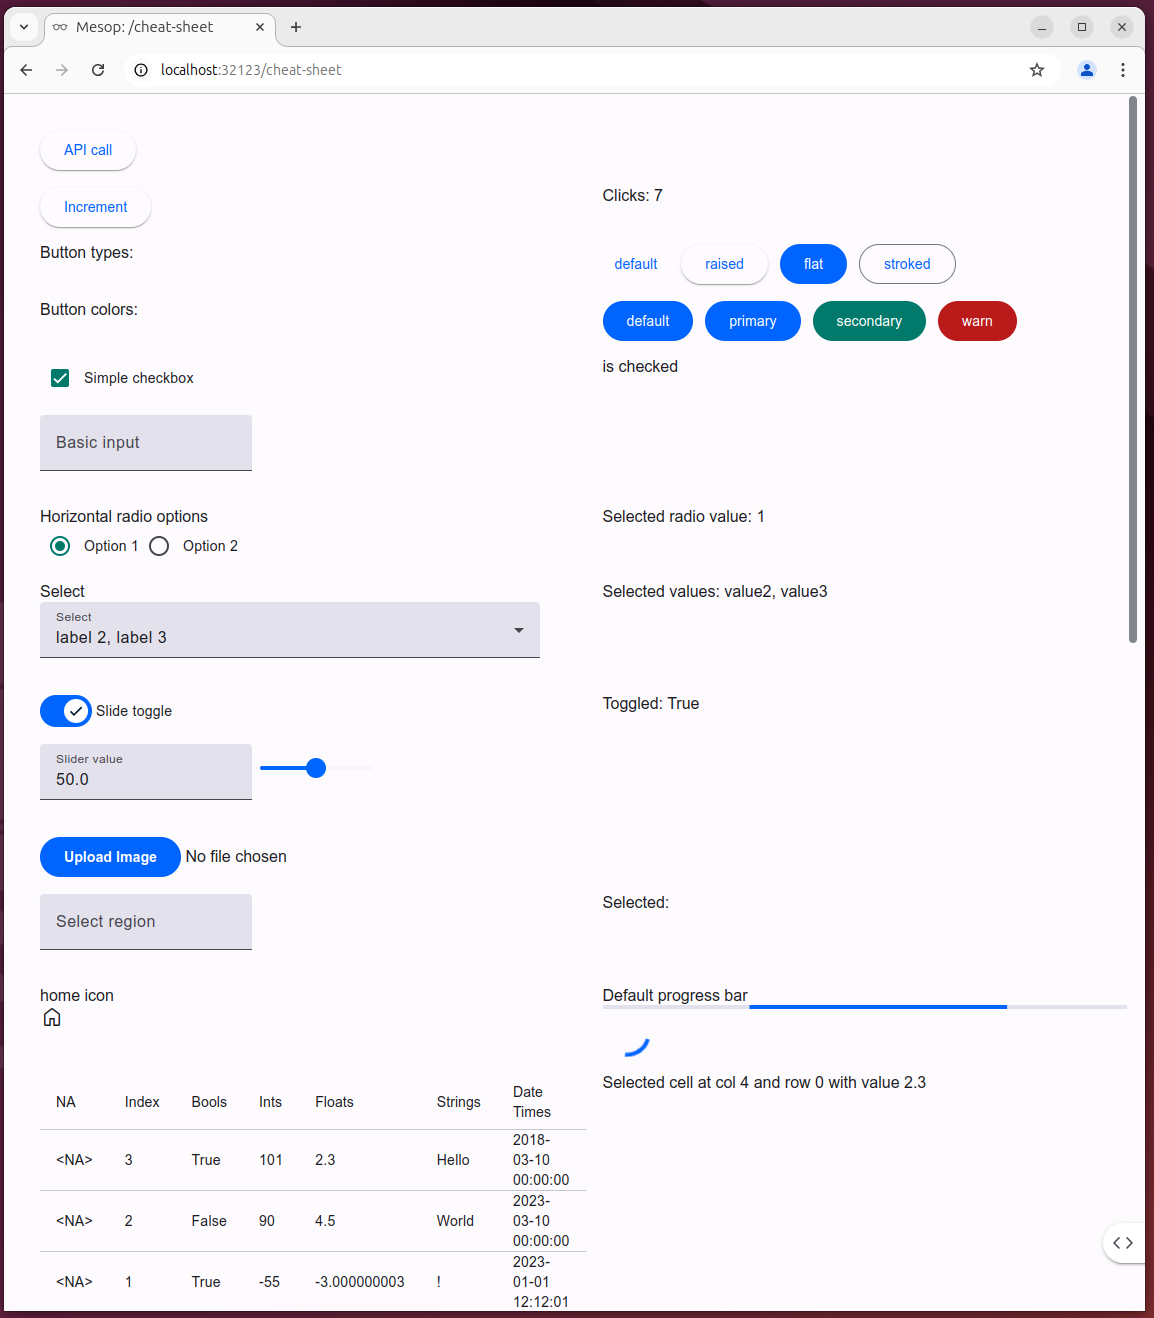 Mesop: /cheat-sheet
localhost:32123/cheat-sheet
API call
Increment
Clicks: 7
Button types:
default raised flat stroked
Button colors:
default primary secondary warn
Simple checkbox
is checked
Basic input
Horizontal radio options
Selected radio value: 1
Option 1 Option 2
Select
Selected values: value2, value3
Select
label 2, label 3
Slide toggle
Toggled: True
Slider value
50.0
Upload Image No file chosen
Select region
Selected:
home icon
Default progress bar
Selected cell at col 4 and row 0 with value 2.3
NA Index Bools Ints Floats Strings Date Times
<NA> 3 True 101 2.3 Hello 2018-03-10 00:00:00
<NA> 2 False 90 4.5 World 2023-03-10 00:00:00
<NA> 1 True -55 -3.000000003 ! 2023-01-01 12:12:01